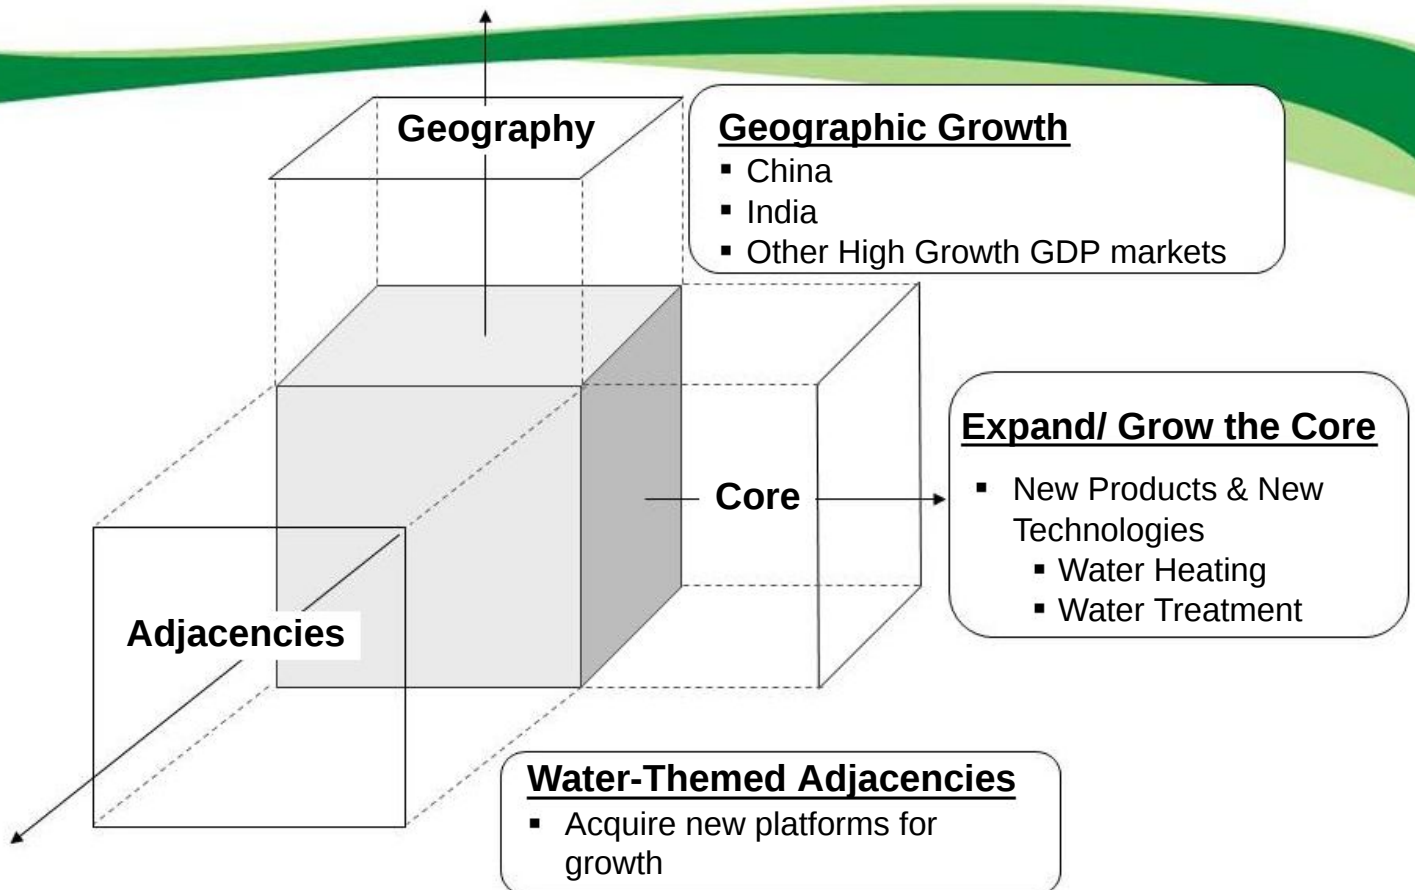 Geography
Geographic Growth
▪ China
▪ India
▪ Other High Growth GDP markets
Core
Expand/ Grow the Core
▪ New Products & New
Technologies
▪ Water Heating
▪ Water Treatment
Adjacencies
Water-Themed Adjacencies
▪ Acquire new platforms for
growth